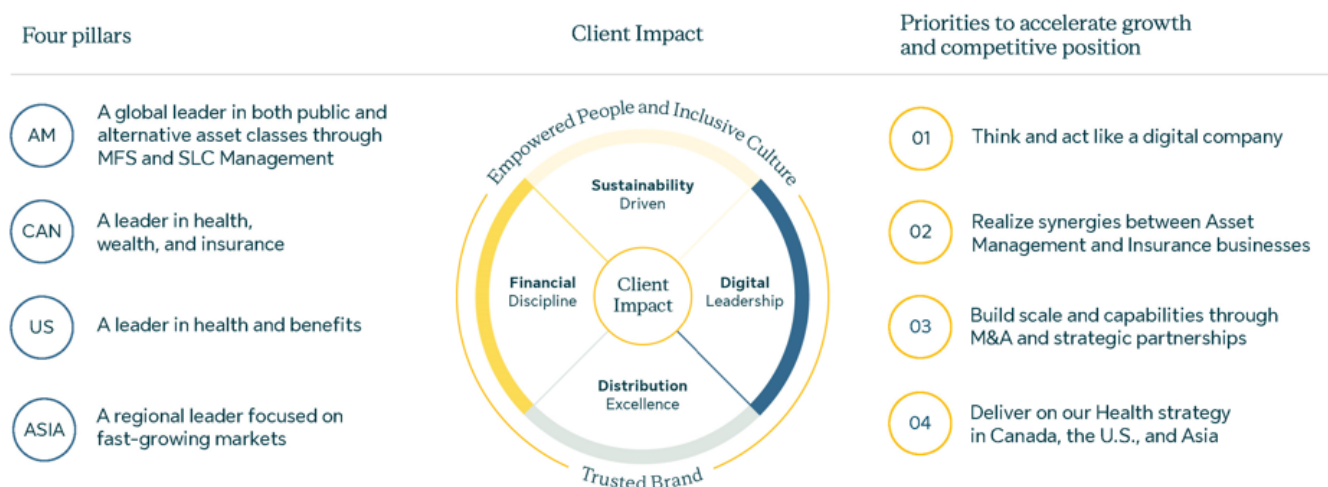 Four pillars
Client Impact
Priorities to accelerate growth
and competitive position
AM
A global leader in both public and
alternative asset classes through
MFS and SLC Management
CAN
A leader in health,
wealth, and insurance
US
A leader in health and benefits
ASIA
A regional leader focused on
fast-growing markets
Empowered People and Inclusive Culture
Sustainability
Driven
Financial
Discipline
Client
Impact
Digital
Leadership
Distribution
Excellence
Trusted Brand
01
Think and act like a digital company
02
Realize synergies between Asset
Management and Insurance businesses
03
Build scale and capabilities through
M&A and strategic partnerships
04
Deliver on our Health strategy
in Canada, the U.S., and Asia